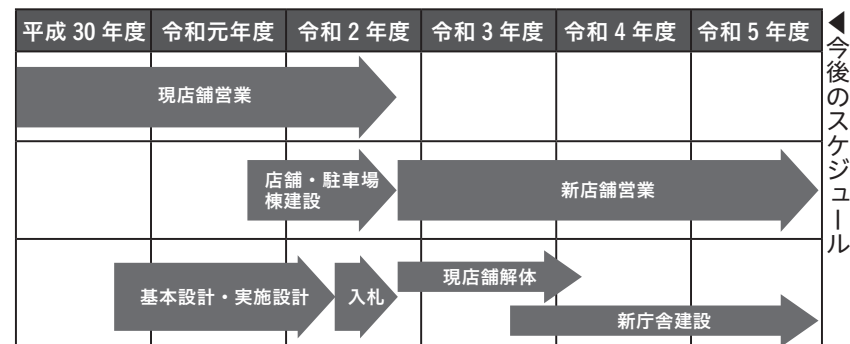 平成 30 年度 令和元年度 令和 2 年度 令和 3 年度 令和 4 年度 令和 5 年度
◀今後のスケジュール
現店舗営業
店舗・駐車場
棟建設
新店舗営業
基本設計・実施設計
入札
現店舗解体
新庁舎建設